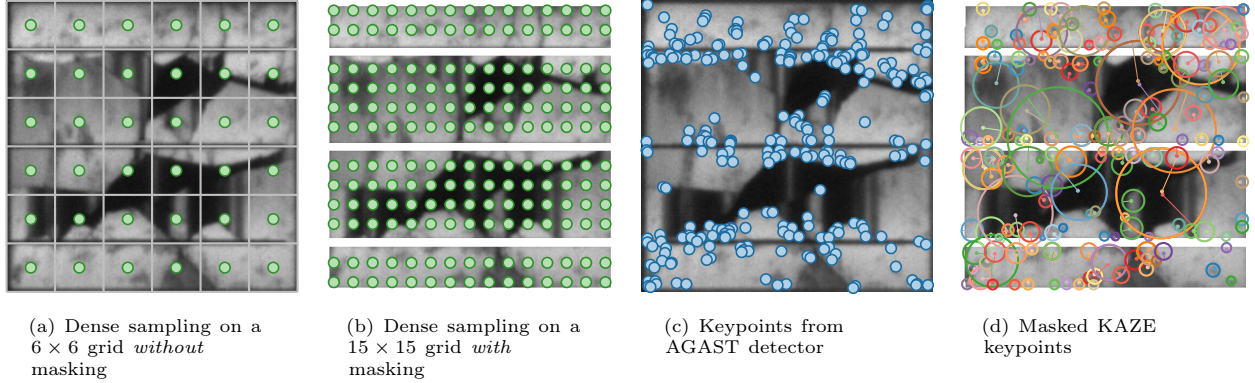 (a) Dense sampling on a
6 × 6 grid without
masking
(b) Dense sampling on a
15 × 15 grid with
masking
(c) Keypoints from
AGAST detector
(d) Masked KAZE
keypoints